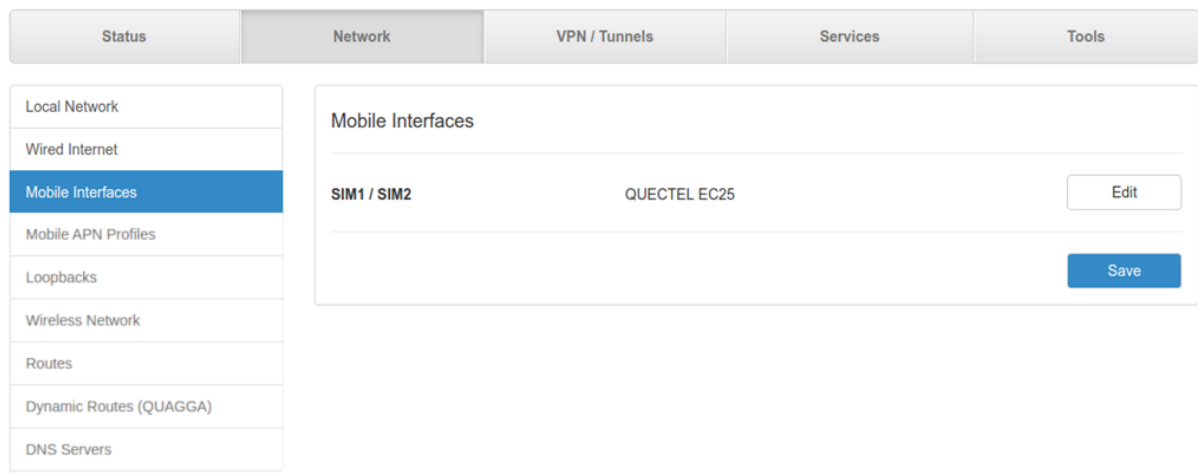 Status Network VPN / Tunnels Services Tools
Local Network
Wired Internet
Mobile Interfaces
Mobile APN Profiles
Loopbacks
Wireless Network
Routes
Dynamic Routes (QUAGGA)
DNS Servers
Mobile Interfaces
SIM1 / SIM2 QUECTEL EC25 Edit
Save